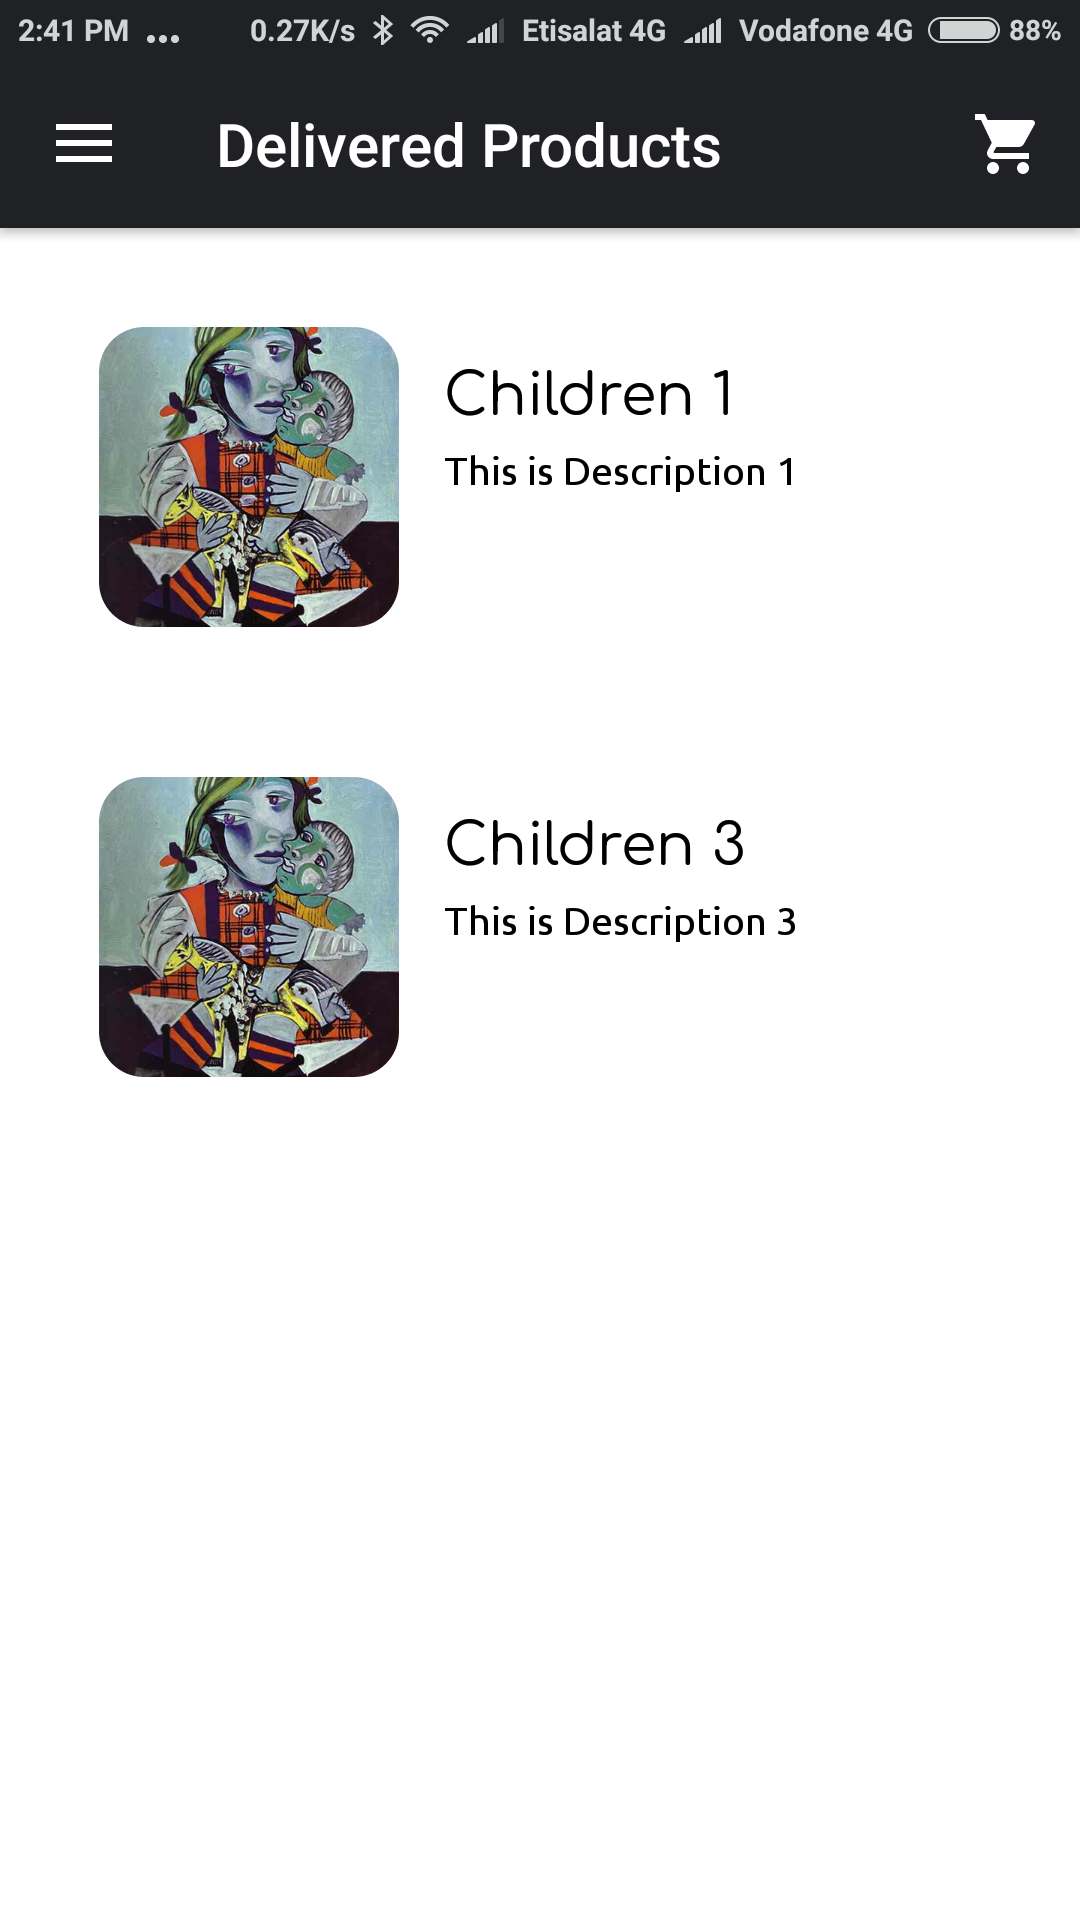 2:41 PM ... 0.27K/s Etisalat 4G Vodafone 4G 88%
Delivered Products
Children 1
This is Description 1
Children 3
This is Description 3